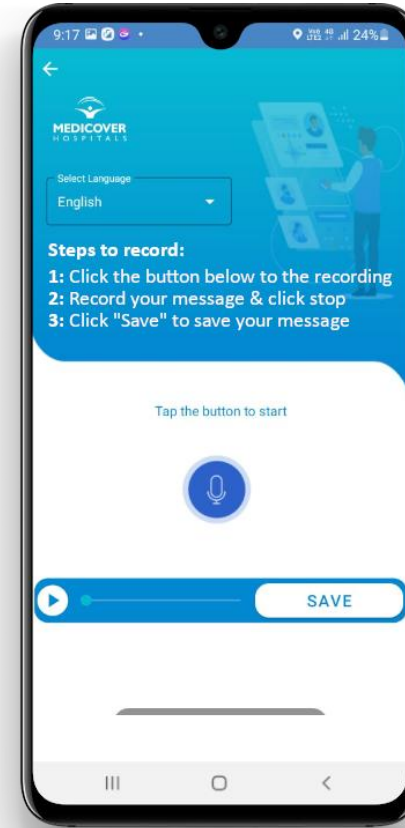 9:17
24%
MEDICOVER
HOSPITALS
Select Language
English
Steps to record:
1: Click the button below to the recording
2: Record your message & click stop
3: Click "Save" to save your message
Tap the button to start
SAVE